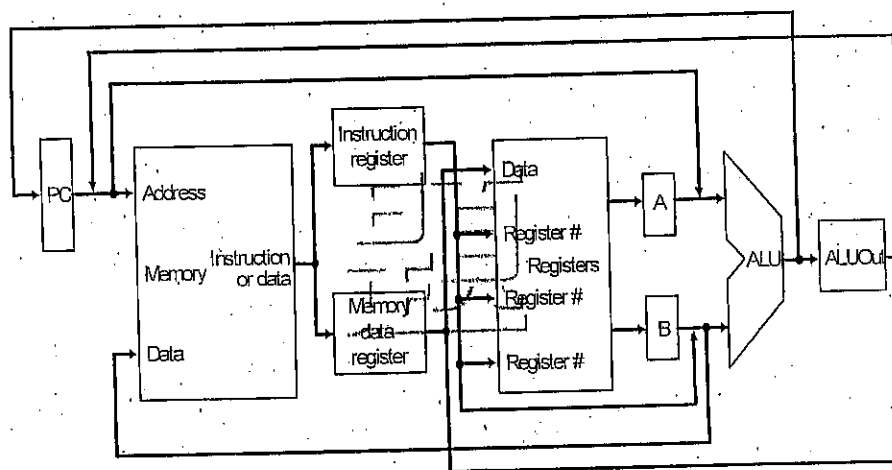 PC
Address
Memory
Instruction
or data
Data
Instruction
register
Memory
data
register
Data
Register #
Registers
Register #
Register #
A
B
ALU
ALUOut